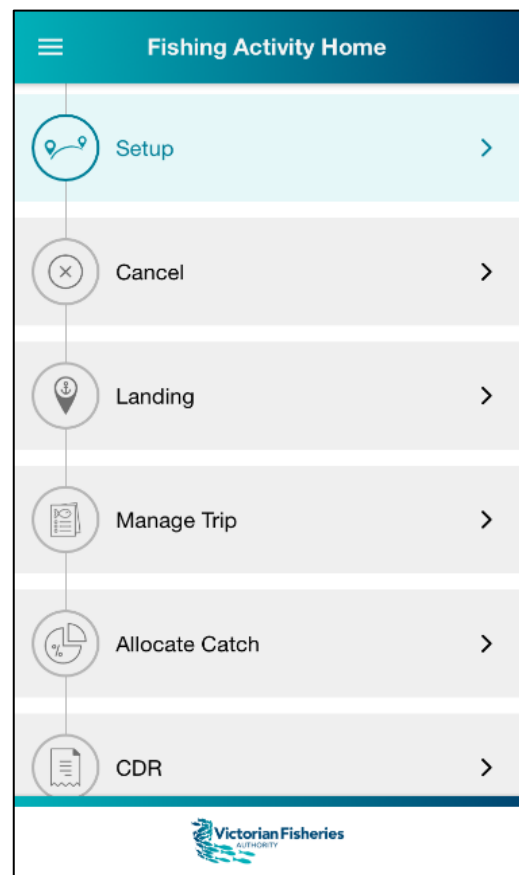 Fishing Activity Home
Setup
Cancel
Landing
Manage Trip
%
Allocate Catch
CDR
Victorian Fisheries
AUTHORITY